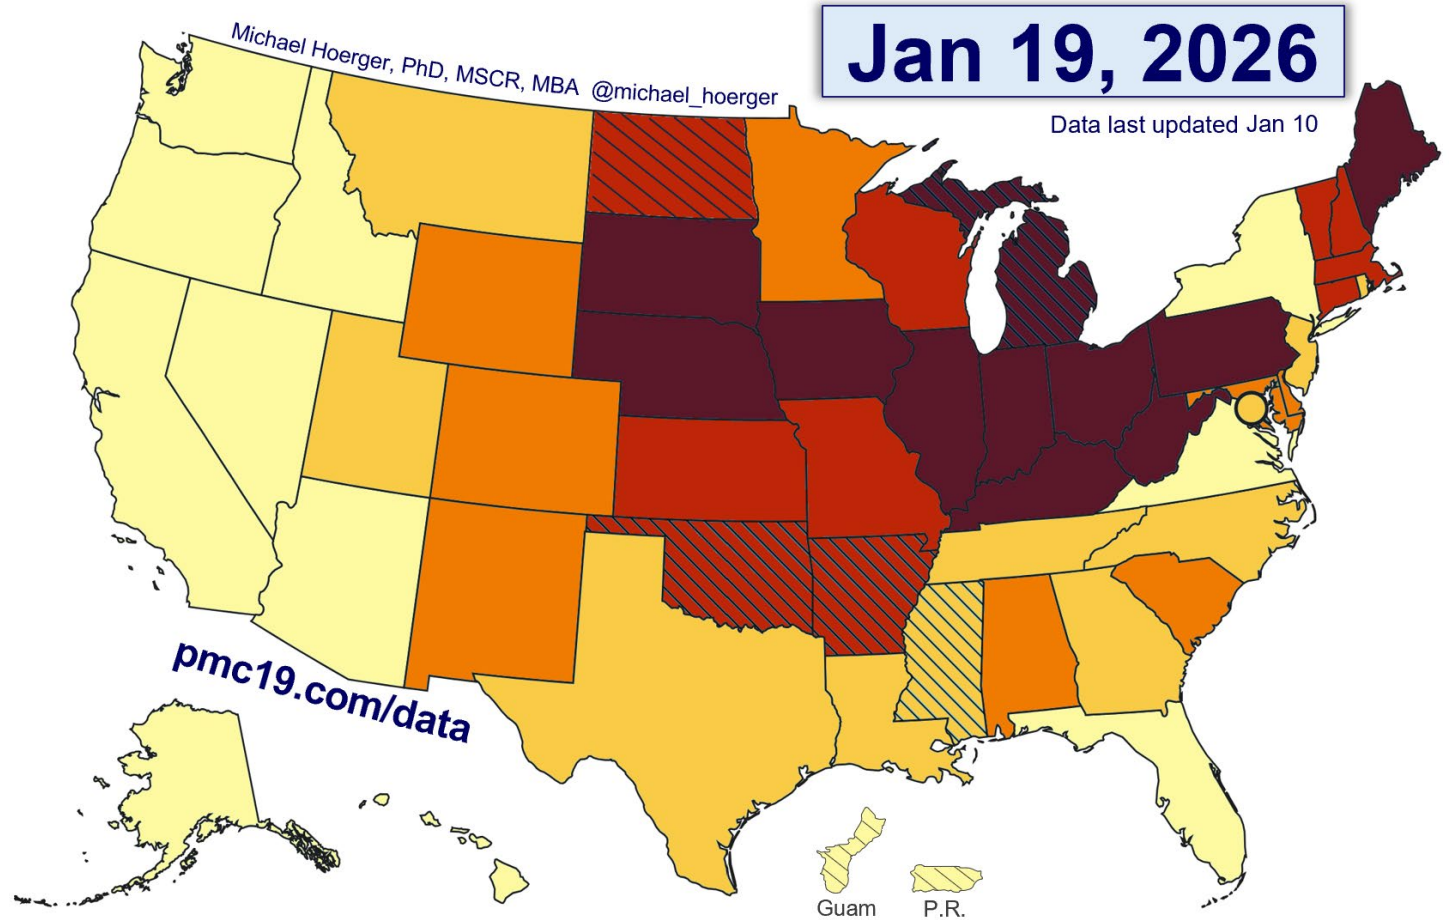 Michael Hoerger, PhD, MSCR, MBA @michael_hoerger
Jan 19, 2026
Data last updated Jan 10
pmc19.com/data
Guam
P.R.